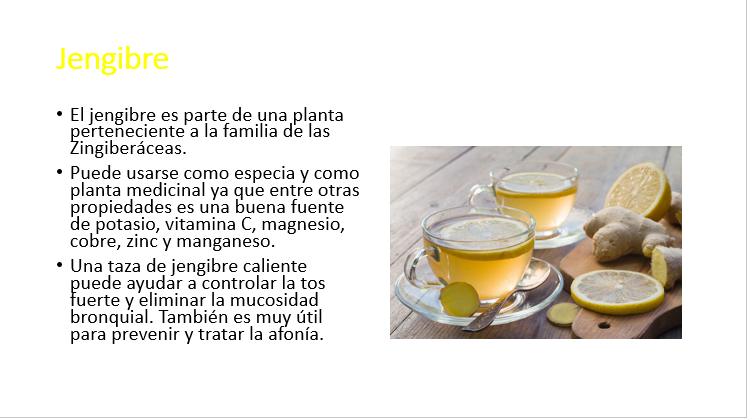 Jengibre
• El jengibre es parte de una planta
perteneciente a la familia de las
Zingiberáceas.
• Puede usarse como especia y como
planta medicinal ya que entre otras
propiedades es una buena fuente
de potasio, vitamina C, magnesio,
cobre, zinc y manganeso.
• Una taza de jengibre caliente
puede ayudar a controlar la tos
fuerte y eliminar la mucosidad
bronquial. También es muy útil
para prevenir y tratar la afonía.